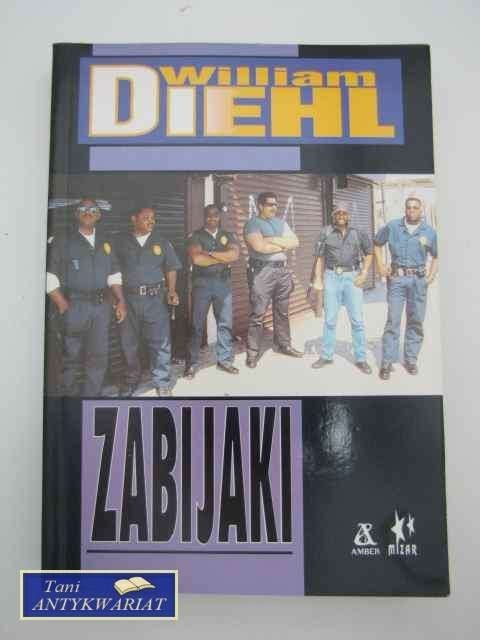 William
DIEHL
ZABIJAKI
AMBER
MIZAR
Tani
ANTYKWARIAT